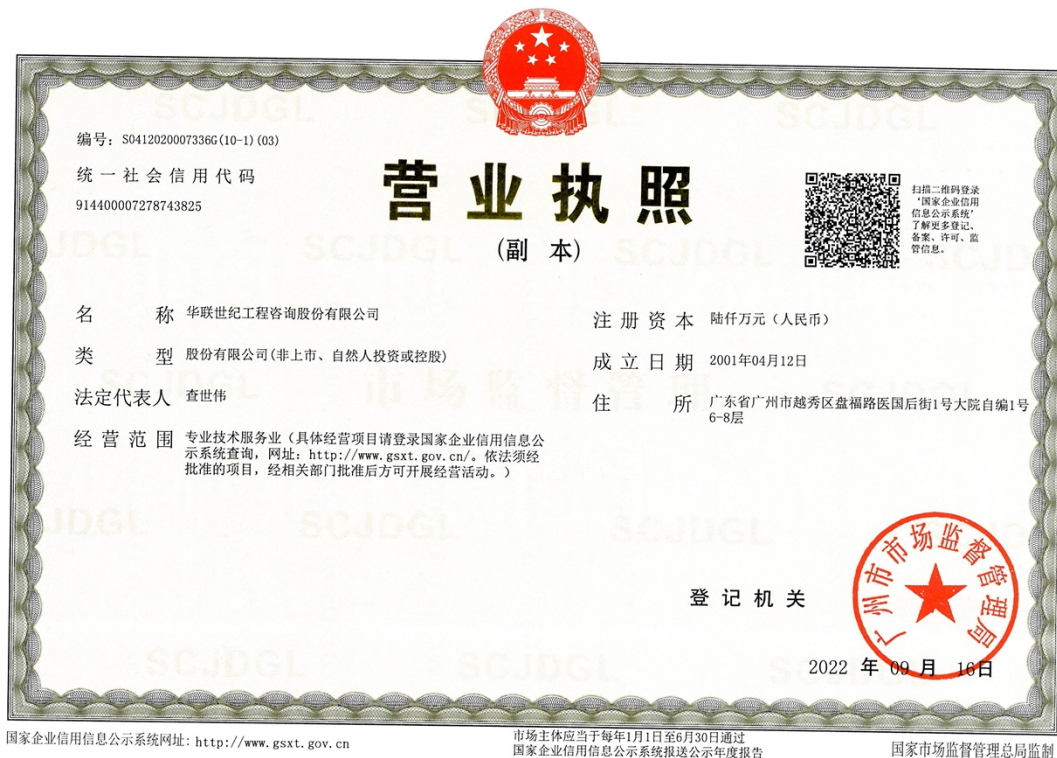 编号：S0412020007336G(10-1)(03)
统一社会信用代码
914400007278743825
营业执照
(副 本)
扫描二维码登录
‘国家企业信用
信息公示系统’
了解更多登记、
备案、许可、监
管信息。
名 称 华联世纪工程咨询股份有限公司
类 型 股份有限公司(非上市、自然人投资或控股)
法定代表人 查世伟
经营范围 专业技术服务业（具体经营项目请登录国家企业信用信息公
示系统查询，网址：http://www.gsxt.gov.cn/。依法须经
批准的项目，经相关部门批准后方可开展经营活动。）
注册资本 陆仟万元（人民币）
成立日期 2001年04月12日
住 所 广东省广州市越秀区盘福路医国后街1号大院自编1号
6-8层
SCJDGL
市场监督管理
广州市市场监督管理局
登记机关
2022 年 09 月 16日
国家企业信用信息公示系统网址：http://www.gsxt.gov.cn
市场主体应当于每年1月1日至6月30日通过
国家企业信用信息公示系统报送公示年度报告
国家市场监督管理总局监制